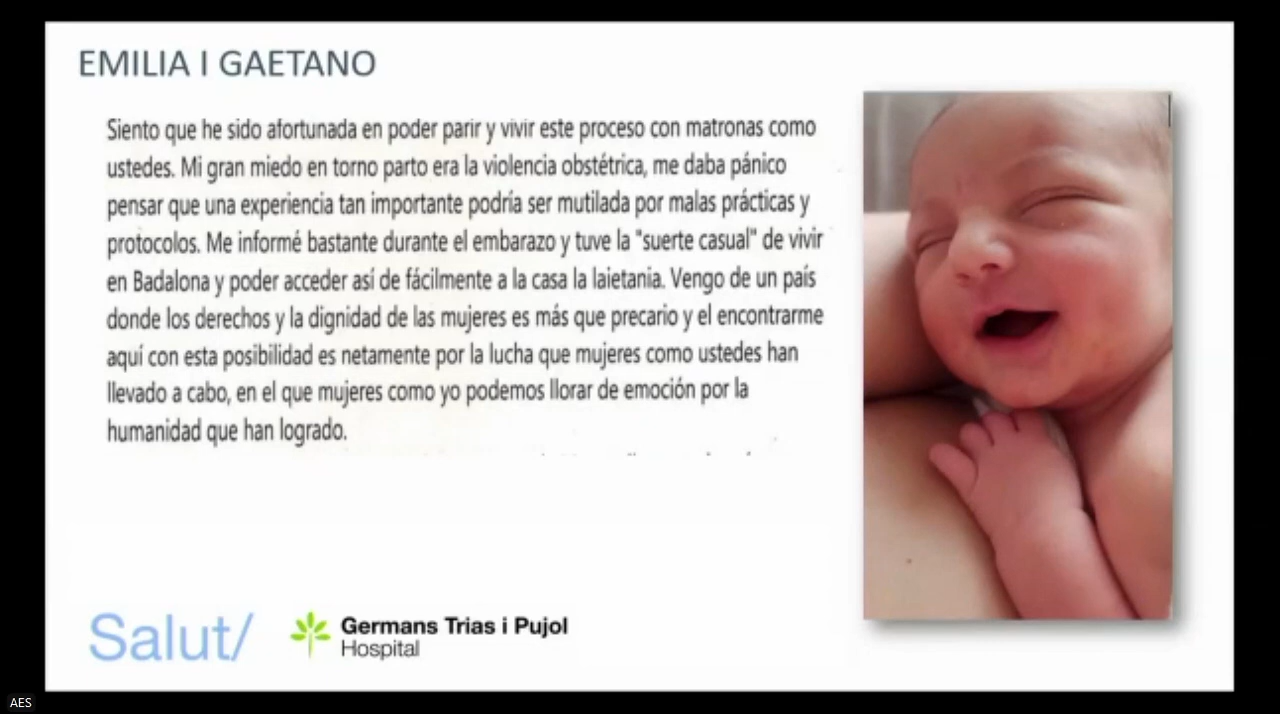 EMILIA I GAETANO
Siento que he sido afortunada en poder parir y vivir este proceso con matronas como
ustedes. Mi gran miedo en torno parto era la violencia obstétrica, me daba pánico
pensar que una experiencia tan importante podría ser mutilada por malas prácticas y
protocolos. Me informé bastante durante el embarazo y tuve la "suerte casual" de vivir
en Badalona y poder acceder así de fácilmente a la casa la laietania. Vengo de un país
donde los derechos y la dignidad de las mujeres es más que precario y el encontrarme
aquí con esta posibilidad es netamente por la lucha que mujeres como ustedes han
llevado a cabo, en el que mujeres como yo podemos llorar de emoción por la
humanidad que han logrado.
Salut/
Germans Trias i Pujol
Hospital
AES